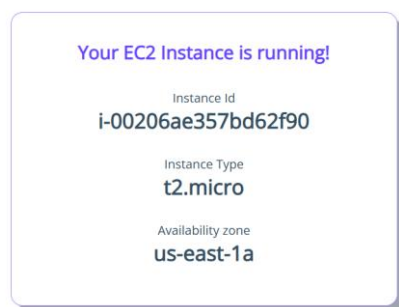 Your EC2 Instance is running!
Instance Id
i-00206ae357bd62f90
Instance Type
t2.micro
Availability zone
us-east-1a